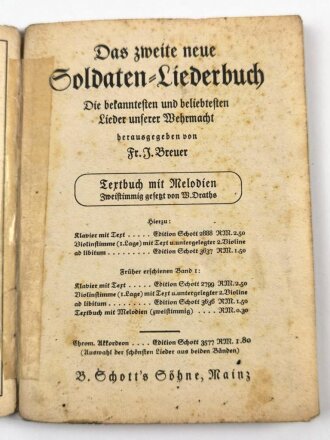 Das zweite neue
Soldaten-Liederbuch
Die bekanntesten und beliebtesten
Lieder unserer Wehrmacht
herausgegeben von
Fr. J. Breuer
Textbuch mit Melodien
Zweistimmig gesetzt von W. Draths
Hierzu:
Klavier mit Text . . . . . Edition Schott 2888 RM. 2.50
Violinstimme (1. Lage) mit Text u. untergelegter 2. Violine
ad libitum . . . . . . . Edition Schott 3637 RM. 1.50
Früher erschienen Band 1:
Klavier mit Text . . . . . Edition Schott 2799 RM. 2.50
Violinstimme (1. Lage) mit Text u. untergelegter 2. Violine
ad libitum . . . . . . . Edition Schott 3636 RM. 1.50
Textbuch mit Melodien (zweistimmig) . . . . RM. 0.30
Chrom. Akkordeon . . . . Edition Schott 3577 RM. 1.80
(Auswahl der schönsten Lieder aus beiden Bänden)
B. Schott's Söhne, Mainz